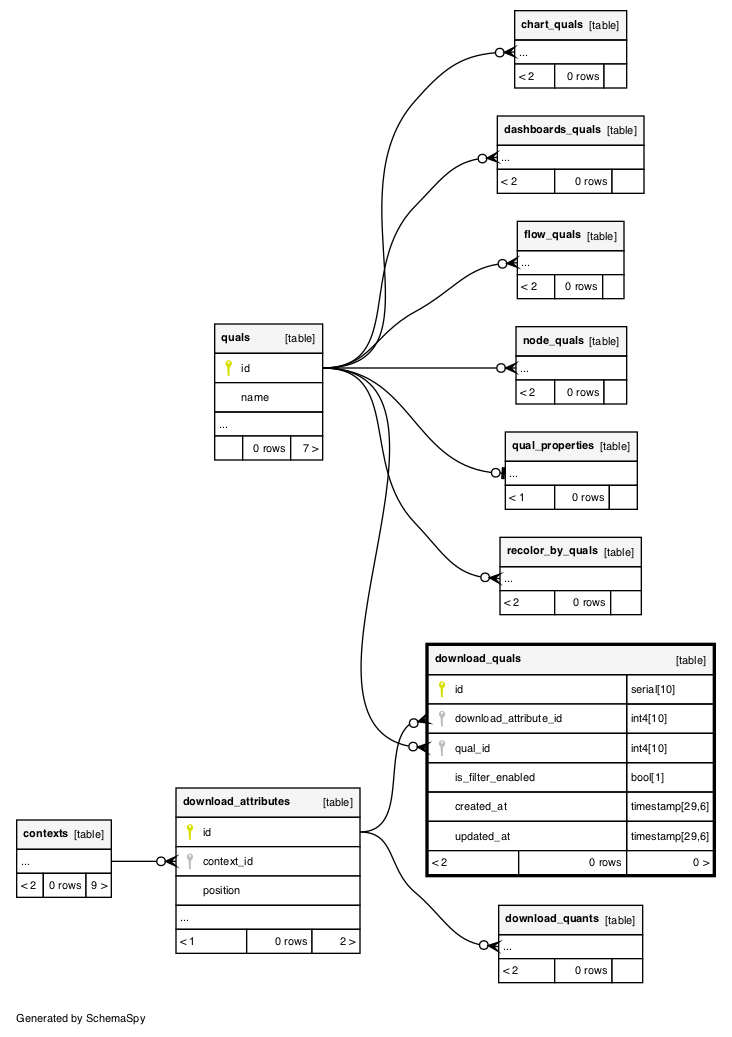 chart_quals [table]
...
< 2 0 rows
dashboards_quals [table]
...
< 2 0 rows
flow_quals [table]
...
< 2 0 rows
quals [table]
id
name
...
0 rows 7 >
node_quals [table]
...
< 2 0 rows
qual_properties [table]
...
< 1 0 rows
recolor_by_quals [table]
...
< 2 0 rows
download_quals [table]
id serial[10]
download_attribute_id int4[10]
qual_id int4[10]
is_filter_enabled bool[1]
created_at timestamp[29,6]
updated_at timestamp[29,6]
< 2 0 rows 0 >
download_attributes [table]
id
context_id
position
...
< 1 0 rows 2 >
contexts [table]
...
< 2 0 rows 9 >
download_quants [table]
...
< 2 0 rows
Generated by SchemaSpy